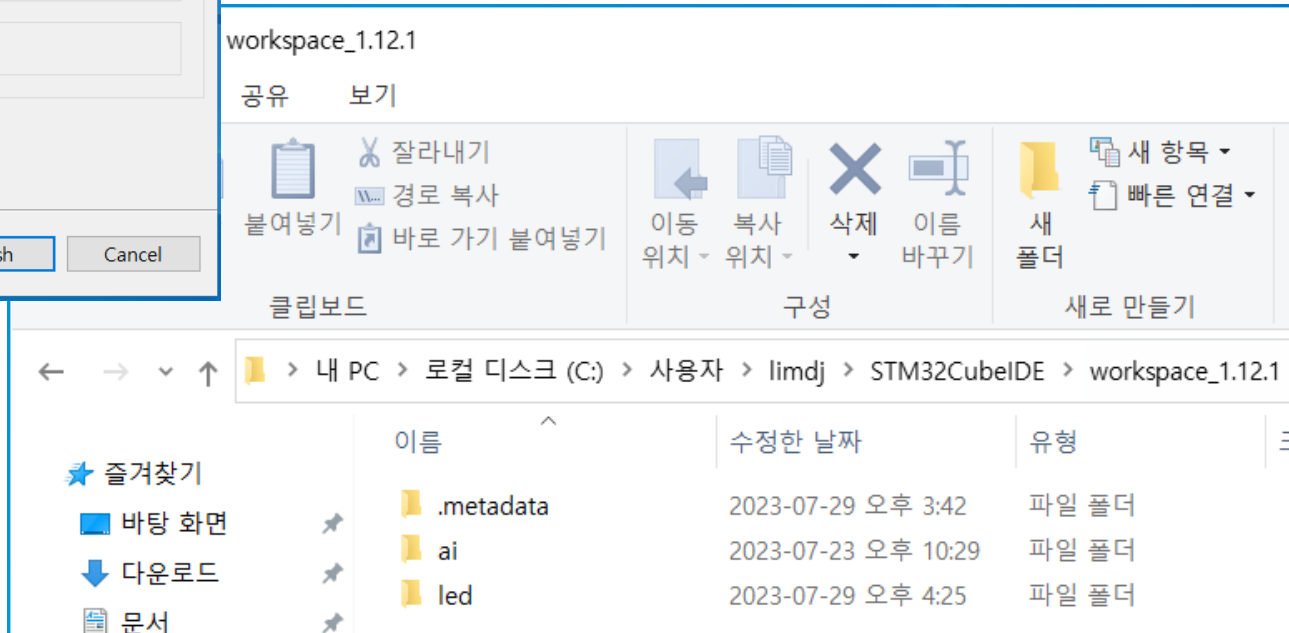 workspace_1.12.1
공유 보기
잘라내기
경로 복사
바로 가기 붙여넣기
붙여넣기
클립보드
이동 위치
복사 위치
삭제
이름 바꾸기
구성
새 폴더
새 항목
빠른 연결
새로 만들기
Cancel
내 PC > 로컬 디스크 (C:) > 사용자 > limdj > STM32CubeIDE > workspace_1.12.1
이름 수정한 날짜 유형
즐겨찾기
바탕 화면
다운로드
문서
.metadata 2023-07-29 오후 3:42 파일 폴더
ai 2023-07-23 오후 10:29 파일 폴더
led 2023-07-29 오후 4:25 파일 폴더